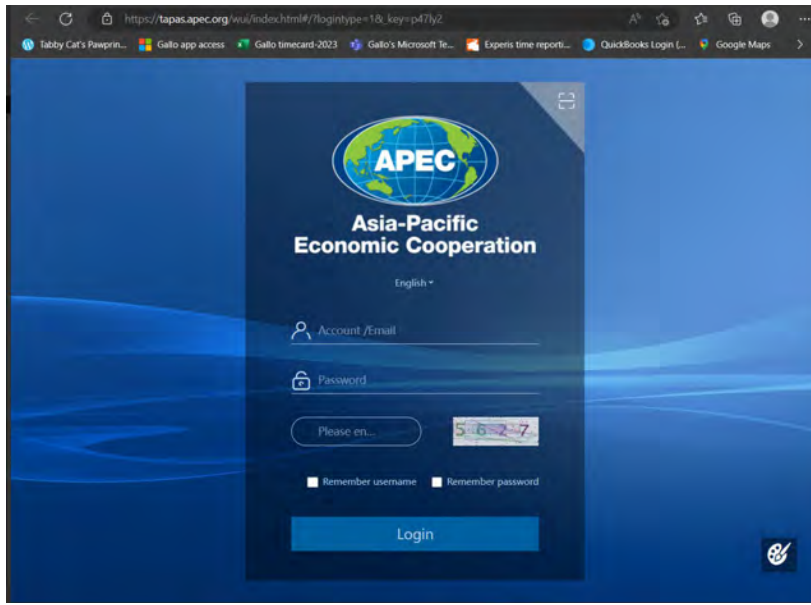 https://tapas.apec.org/wui/index.html#/?logintype=1&_key=p47ly2
Tabby Cat's Pawprin... Gallo app access Gallo timecard-2023 Gallo's Microsoft Te... Experis time reporti... QuickBooks Login (... Google Maps
APEC
Asia-Pacific
Economic Cooperation
English
Account /Email
Password
Please en... 5 6 2 7
Remember username Remember password
Login